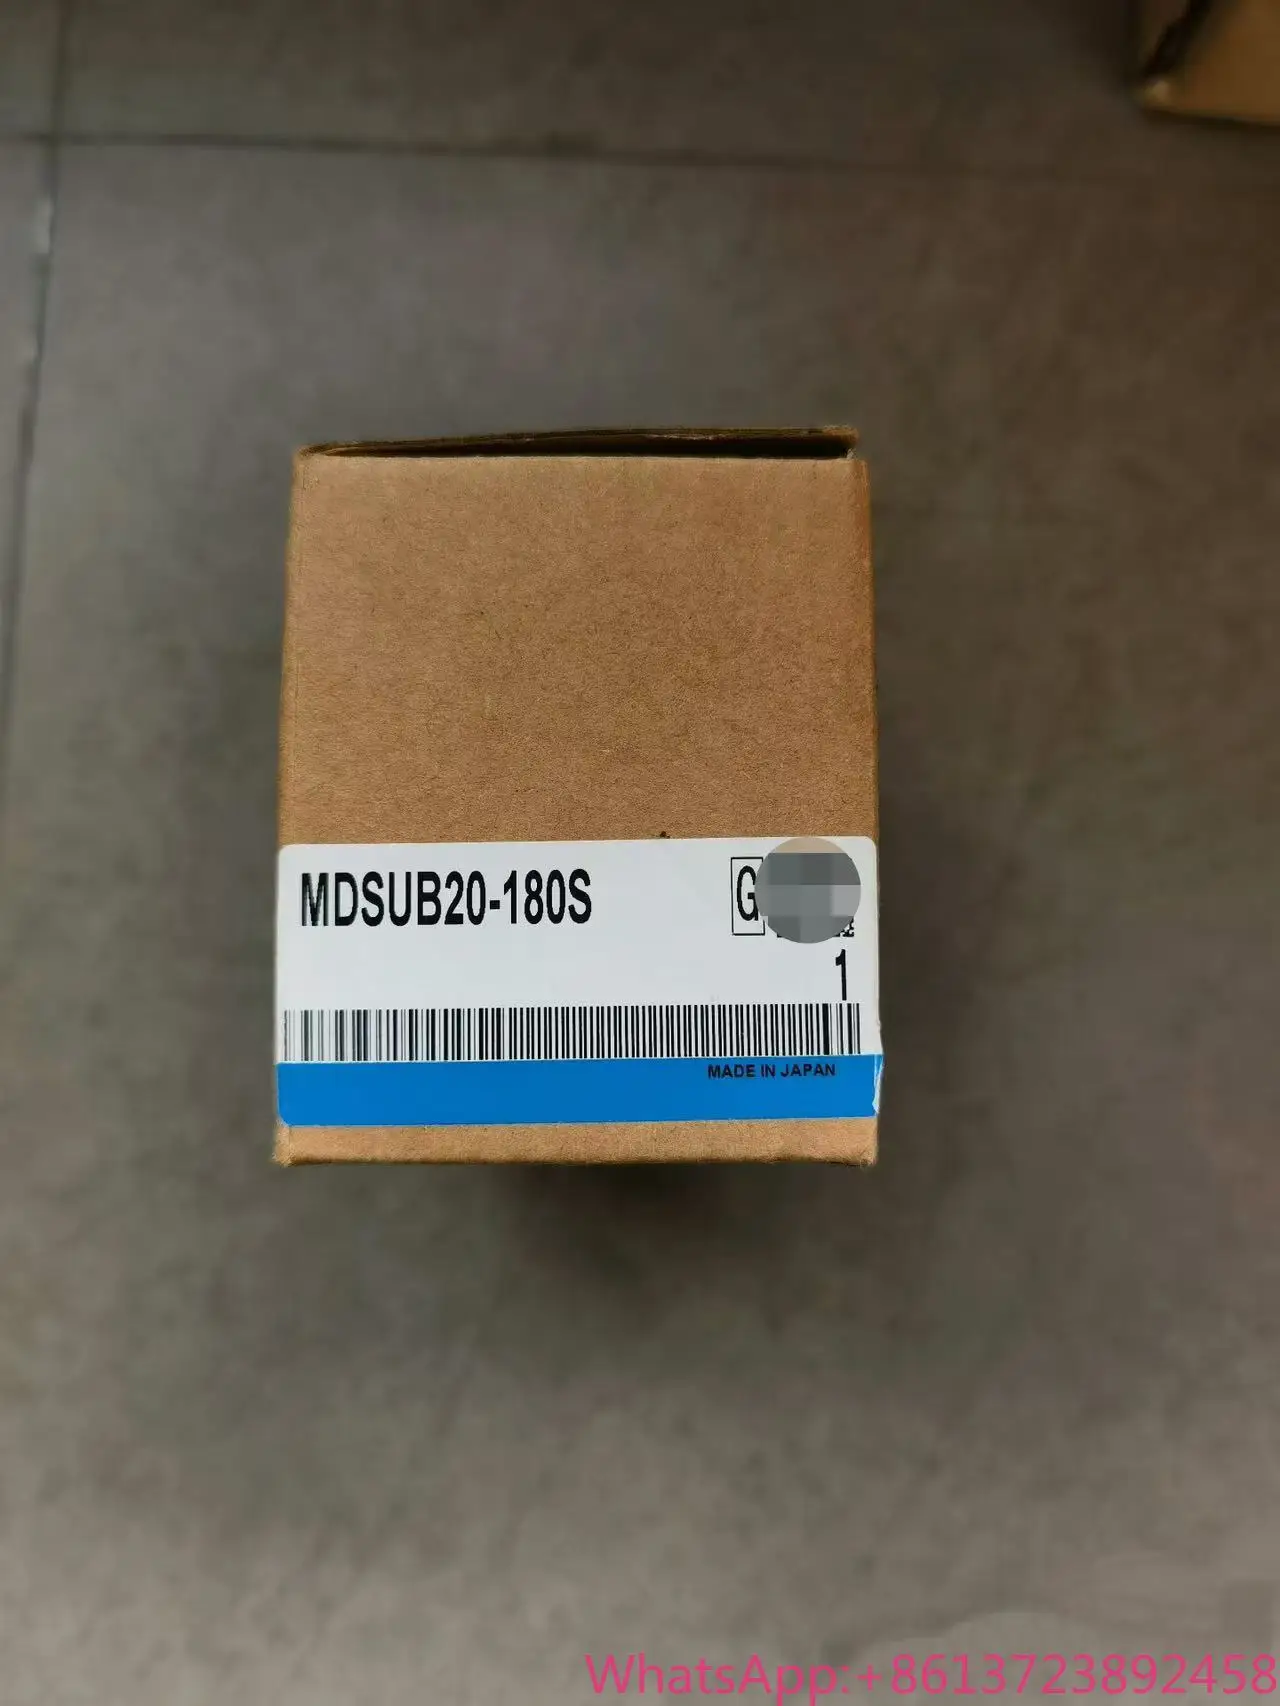 MDSUB20-180S
G
1
MADE IN JAPAN
WhatsApp:+8613723892458